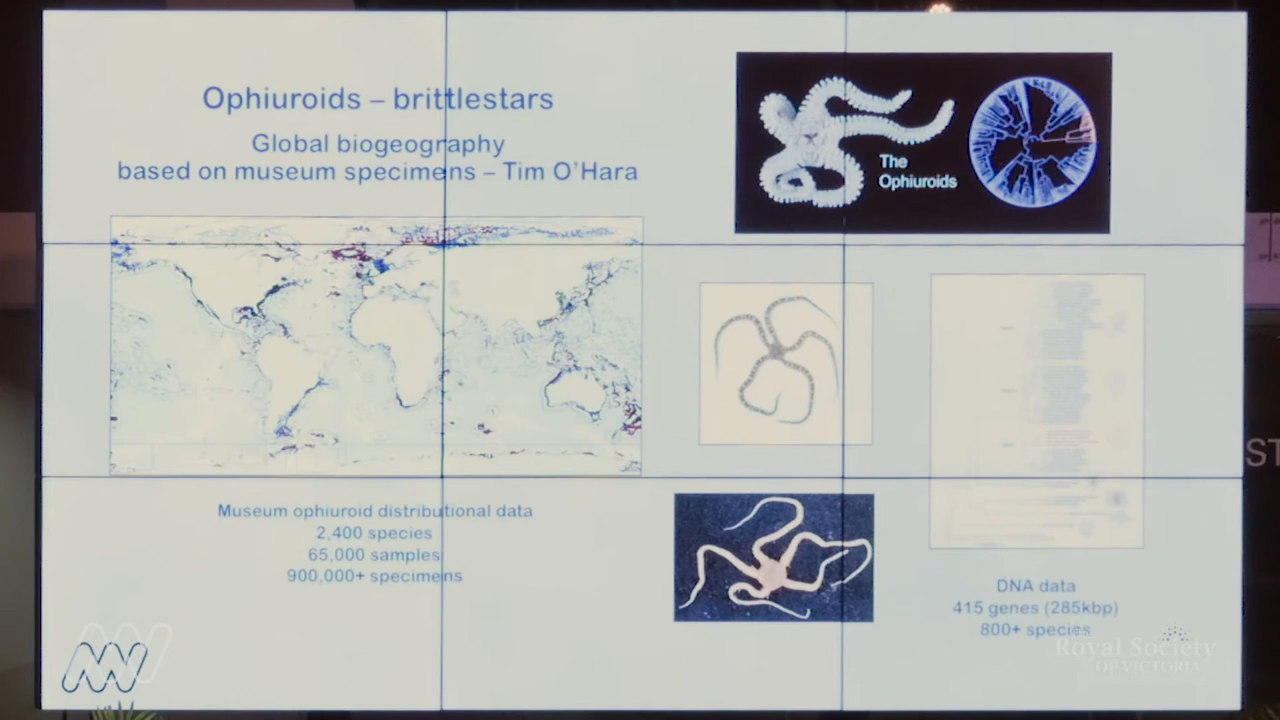 Ophiuroids – brittlestars
Global biogeography
based on museum specimens – Tim O'Hara
The
Ophiuroids
Museum ophiuroid distributional data
2,400 species
65,000 samples
900,000+ specimens
DNA data
415 genes (285kbp)
800+ species
Royal Society
OF VICTORIA
ST